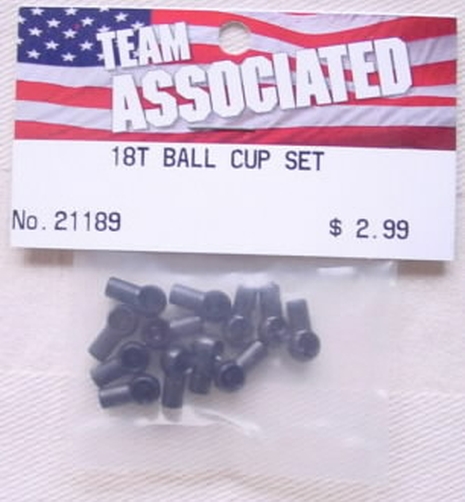 TEAM
ASSOCIATED
18T BALL CUP SET
No. 21189 $ 2.99